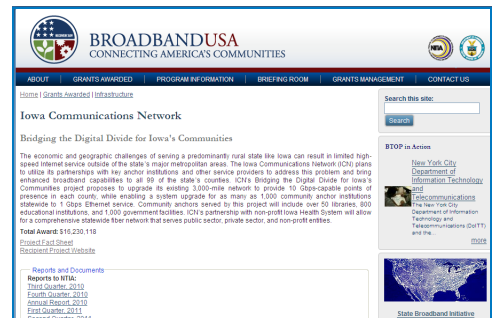 BROADBANDUSA
CONNECTING AMERICA'S COMMUNITIES
NTIA
ABOUT | GRANTS AWARDED | PROGRAM INFORMATION | BRIEFING ROOM | GRANTS MANAGEMENT | CONTACT US
Home | Grants Awarded | Infrastructure
Iowa Communications Network
Bridging the Digital Divide for Iowa's Communities
The economic and geographic challenges of serving a predominantly rural state like Iowa can result in limited high-
speed Internet service outside of the state's major metropolitan areas. The Iowa Communications Network (ICN) plans
to utilize its partnerships with key anchor institutions and other service providers to address this problem and bring
enhanced broadband capabilities to all 99 of the state's counties. ICN's Bridging the Digital Divide for Iowa's
Communities project proposes to upgrade its existing 3,000-mile network to provide 10 Gbps-capable points of
presence in each county, while enabling a system upgrade for as many as 1,000 community anchor institutions
statewide to 1 Gbps Ethernet service. Community anchors served by this project will include over 50 libraries, 800
educational institutions, and 1,000 government facilities. ICN's partnership with non-profit Iowa Health System will allow
for a comprehensive statewide fiber network that serves public sector, private sector, and non-profit entities.
Total Award: $16,230,118
Project Fact Sheet
Recipient Project Website
Reports and Documents
Reports to NTIA:
Third Quarter, 2010
Fourth Quarter, 2010
Annual Report, 2010
First Quarter, 2011
Second Quarter, 2011
Search this site:
Search
BTOP in Action
New York City
Department of
Information Technology
and
Telecommunications
The New York City
Department of Information
Technology and
Telecommunications (DoITT)
and the...
more
State Broadband Initiative